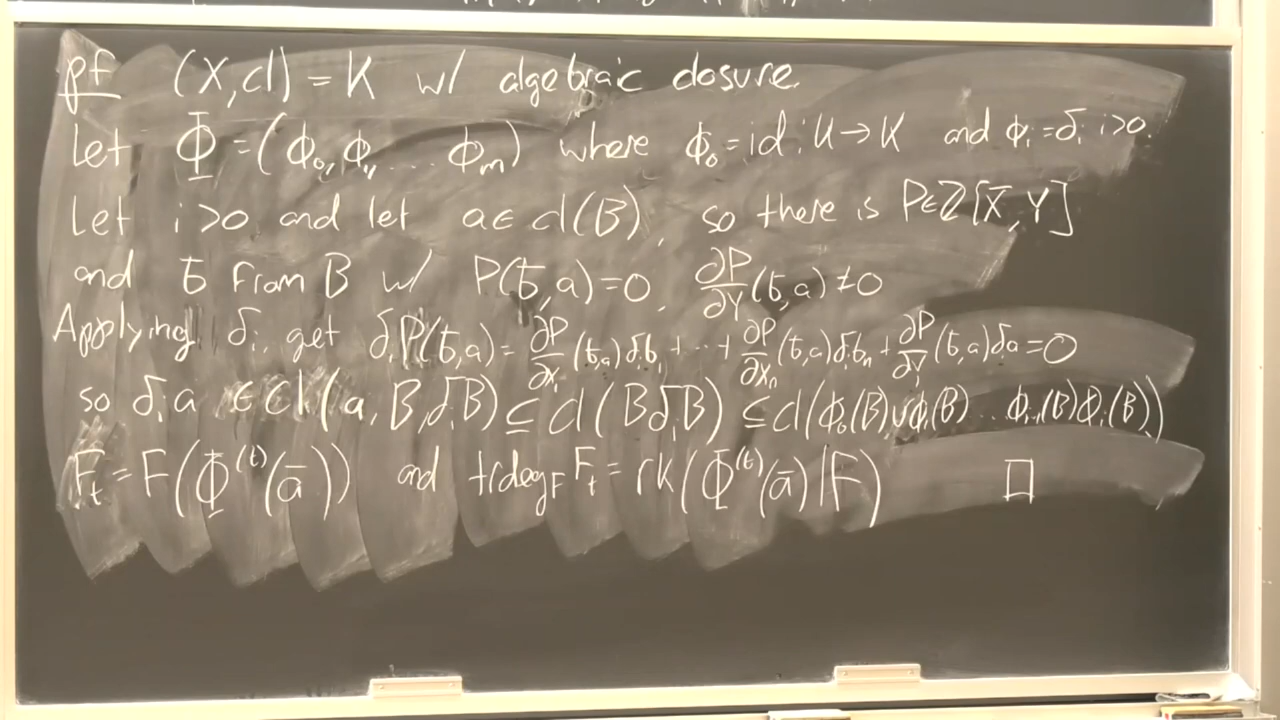 pf (X,cl) = K w/ algebraic closure.
Let Φ = (ϕ₀, ϕ₁, ... ϕₘ) where ϕ₀ = id : K → K and ϕᵢ = δᵢ i>0.
Let i>0 and let a ∈ cl(B), so there is P∈ℤ[X̄,Y]
and b̄ from B w/ P(b̄,a)=0, ∂P/∂Y (b̄,a) ≠ 0
Applying δᵢ, get δᵢP(b̄,a) = ∂P/∂X₁ (b̄,a)δᵢb₁ + ... + ∂P/∂Xₙ (b̄,a)δᵢbₙ + ∂P/∂Y (b̄,a)δᵢa = 0
so δᵢa ∈ cl(a, B, δᵢB) ⊆ cl(BδᵢB) ⊆ cl(ϕ₀(B)∪ϕ₁(B) ... ϕᵢ₋₁(B)ϕᵢ(B))
Fₜ = F(Φ⁽ᵗ⁾(ā)) and trdeg_F Fₜ = rk(Φ⁽ᵗ⁾(ā)|F) □